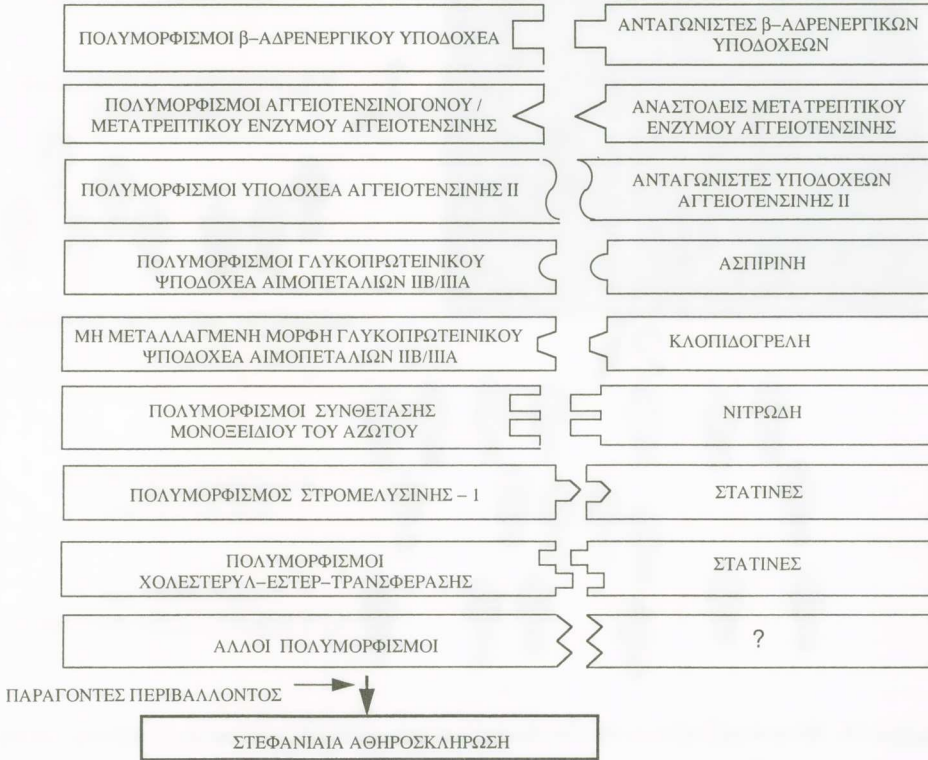 ΠΟΛΥΜΟΡΦΙΣΜΟΙ β–ΑΔΡΕΝΕΡΓΙΚΟΥ ΥΠΟΔΟΧΕΑ
ΑΝΤΑΓΩΝΙΣΤΕΣ β–ΑΔΡΕΝΕΡΓΙΚΩΝ
ΥΠΟΔΟΧΕΩΝ
ΠΟΛΥΜΟΡΦΙΣΜΟΙ ΑΓΓΕΙΟΤΕΝΣΙΝΟΓΟΝΟΥ /
ΜΕΤΑΤΡΕΠΤΙΚΟΥ ΕΝΖΥΜΟΥ ΑΓΓΕΙΟΤΕΝΣΙΝΗΣ
ΑΝΑΣΤΟΛΕΙΣ ΜΕΤΑΤΡΕΠΤΙΚΟΥ
ΕΝΖΥΜΟΥ ΑΓΓΕΙΟΤΕΝΣΙΝΗΣ
ΠΟΛΥΜΟΡΦΙΣΜΟΙ ΥΠΟΔΟΧΕΑ ΑΓΓΕΙΟΤΕΝΣΙΝΗΣ ΙΙ
ΑΝΤΑΓΩΝΙΣΤΕΣ ΥΠΟΔΟΧΕΩΝ
ΑΓΓΕΙΟΤΕΝΣΙΝΗΣ ΙΙ
ΠΟΛΥΜΟΡΦΙΣΜΟΙ ΓΛΥΚΟΠΡΩΤΕΙΝΙΚΟΥ
ΨΠΟΔΟΧΕΑ ΑΙΜΟΠΕΤΑΛΙΩΝ ΙΙΒ/ΙΙΙΑ
ΑΣΠΙΡΙΝΗ
ΜΗ ΜΕΤΑΛΛΑΓΜΕΝΗ ΜΟΡΦΗ ΓΛΥΚΟΠΡΩΤΕΙΝΙΚΟΥ
ΨΠΟΔΟΧΕΑ ΑΙΜΟΠΕΤΑΛΙΩΝ ΙΙΒ/ΙΙΙΑ
ΚΛΟΠΙΔΟΓΡΕΛΗ
ΠΟΛΥΜΟΡΦΙΣΜΟΙ ΣΥΝΘΕΤΑΣΗΣ
ΜΟΝΟΞΕΙΔΙΟΥ ΤΟΥ ΑΖΩΤΟΥ
ΝΙΤΡΩΔΗ
ΠΟΛΥΜΟΡΦΙΣΜΟΣ ΣΤΡΟΜΕΛΥΣΙΝΗΣ – 1
ΣΤΑΤΙΝΕΣ
ΠΟΛΥΜΟΡΦΙΣΜΟΙ
ΧΟΛΕΣΤΕΡΥΛ–ΕΣΤΕΡ–ΤΡΑΝΣΦΕΡΑΣΗΣ
ΣΤΑΤΙΝΕΣ
ΑΛΛΟΙ ΠΟΛΥΜΟΡΦΙΣΜΟΙ
?
ΠΑΡΑΓΟΝΤΕΣ ΠΕΡΙΒΑΛΛΟΝΤΟΣ
ΣΤΕΦΑΝΙΑΙΑ ΑΘΗΡΟΣΚΛΗΡΩΣΗ